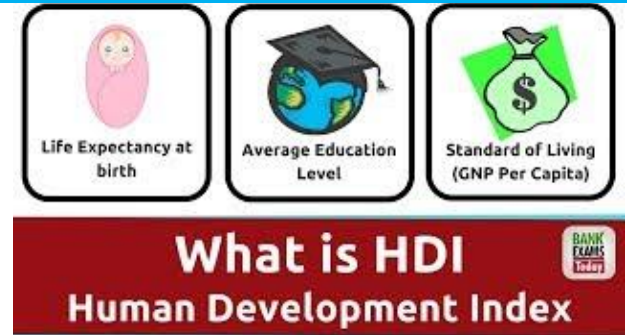 Life Expectancy at
birth
Average Education
Level
$
Standard of Living
(GNP Per Capita)
What is HDI
BANK
EXAMS
Today
Human Development Index